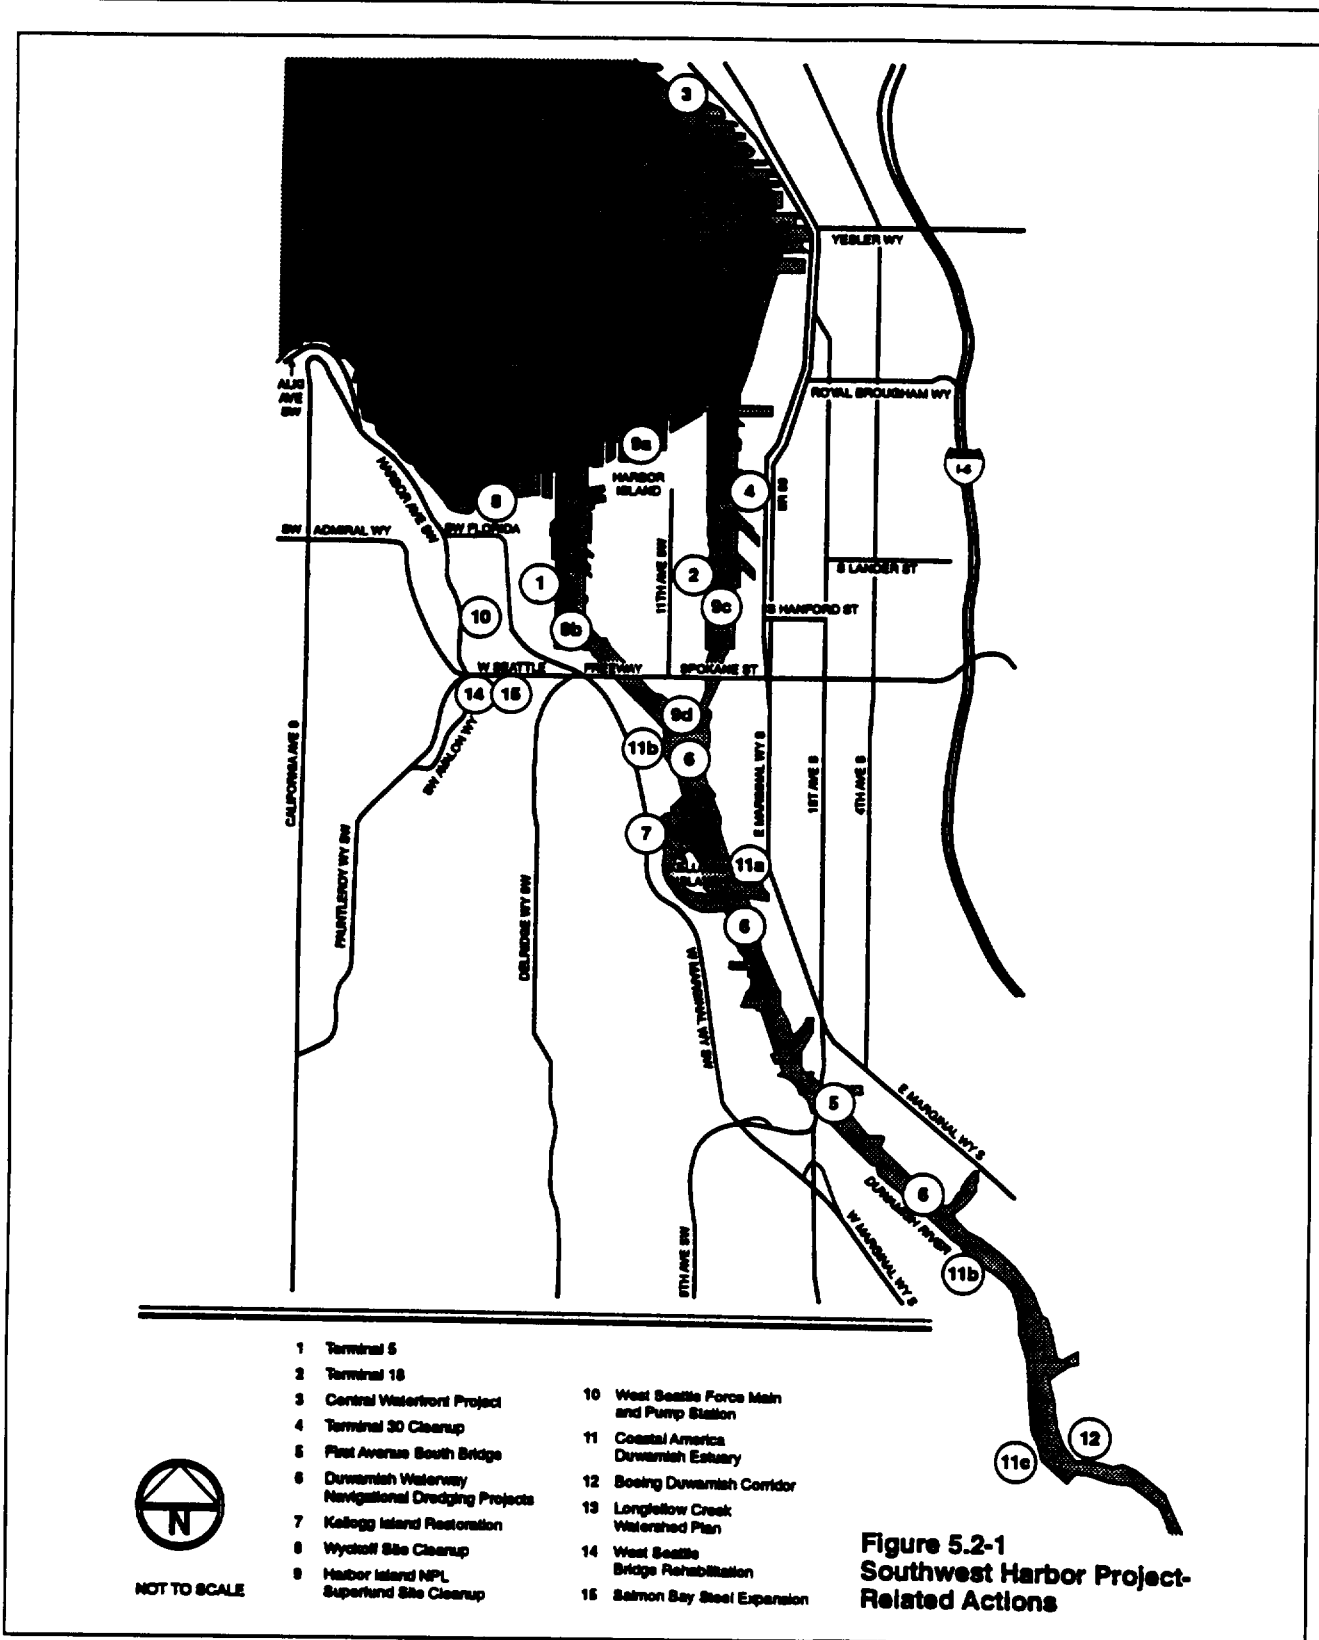 3
YESLER WY
ALKI
AVE
SW
ROYAL BROUGHAM WY
9a
HARBOR
ISLAND
I-5
HARBOR AVE SW
8
4
SR 99
SW ADMIRAL WY
SW FLORIDA
1
2
11TH AVE SW
S LANDER ST
9c
S HANFORD ST
10
9b
W SEATTLE FREEWAY SPOKANE ST
14
15
9d
11b
6
SW AVALON WY
CALIFORNIA AVE S
E MARGINAL WY S
1ST AVE S
4TH AVE S
7
FAUNTLEROY WY SW
11a
DELRIDGE WY SW
6
W MARGINAL WY SW
5
E MARGINAL WY S
6
DUWAMISH RIVER
W MARGINAL WY S
11b
9TH AVE SW
12
11c
1 Terminal 5
2 Terminal 18
3 Central Waterfront Project
4 Terminal 30 Cleanup
5 First Avenue South Bridge
6 Duwamish Waterway
Navigational Dredging Projects
7 Kellogg Island Restoration
8 Wyckoff Site Cleanup
9 Harbor Island NPL
Superfund Site Cleanup
10 West Seattle Force Main
and Pump Station
11 Coastal America
Duwamish Estuary
12 Boeing Duwamish Corridor
13 Longfellow Creek
Watershed Plan
14 West Seattle
Bridge Rehabilitation
15 Salmon Bay Steel Expansion
N
NOT TO SCALE
Figure 5.2-1
Southwest Harbor Project-
Related Actions